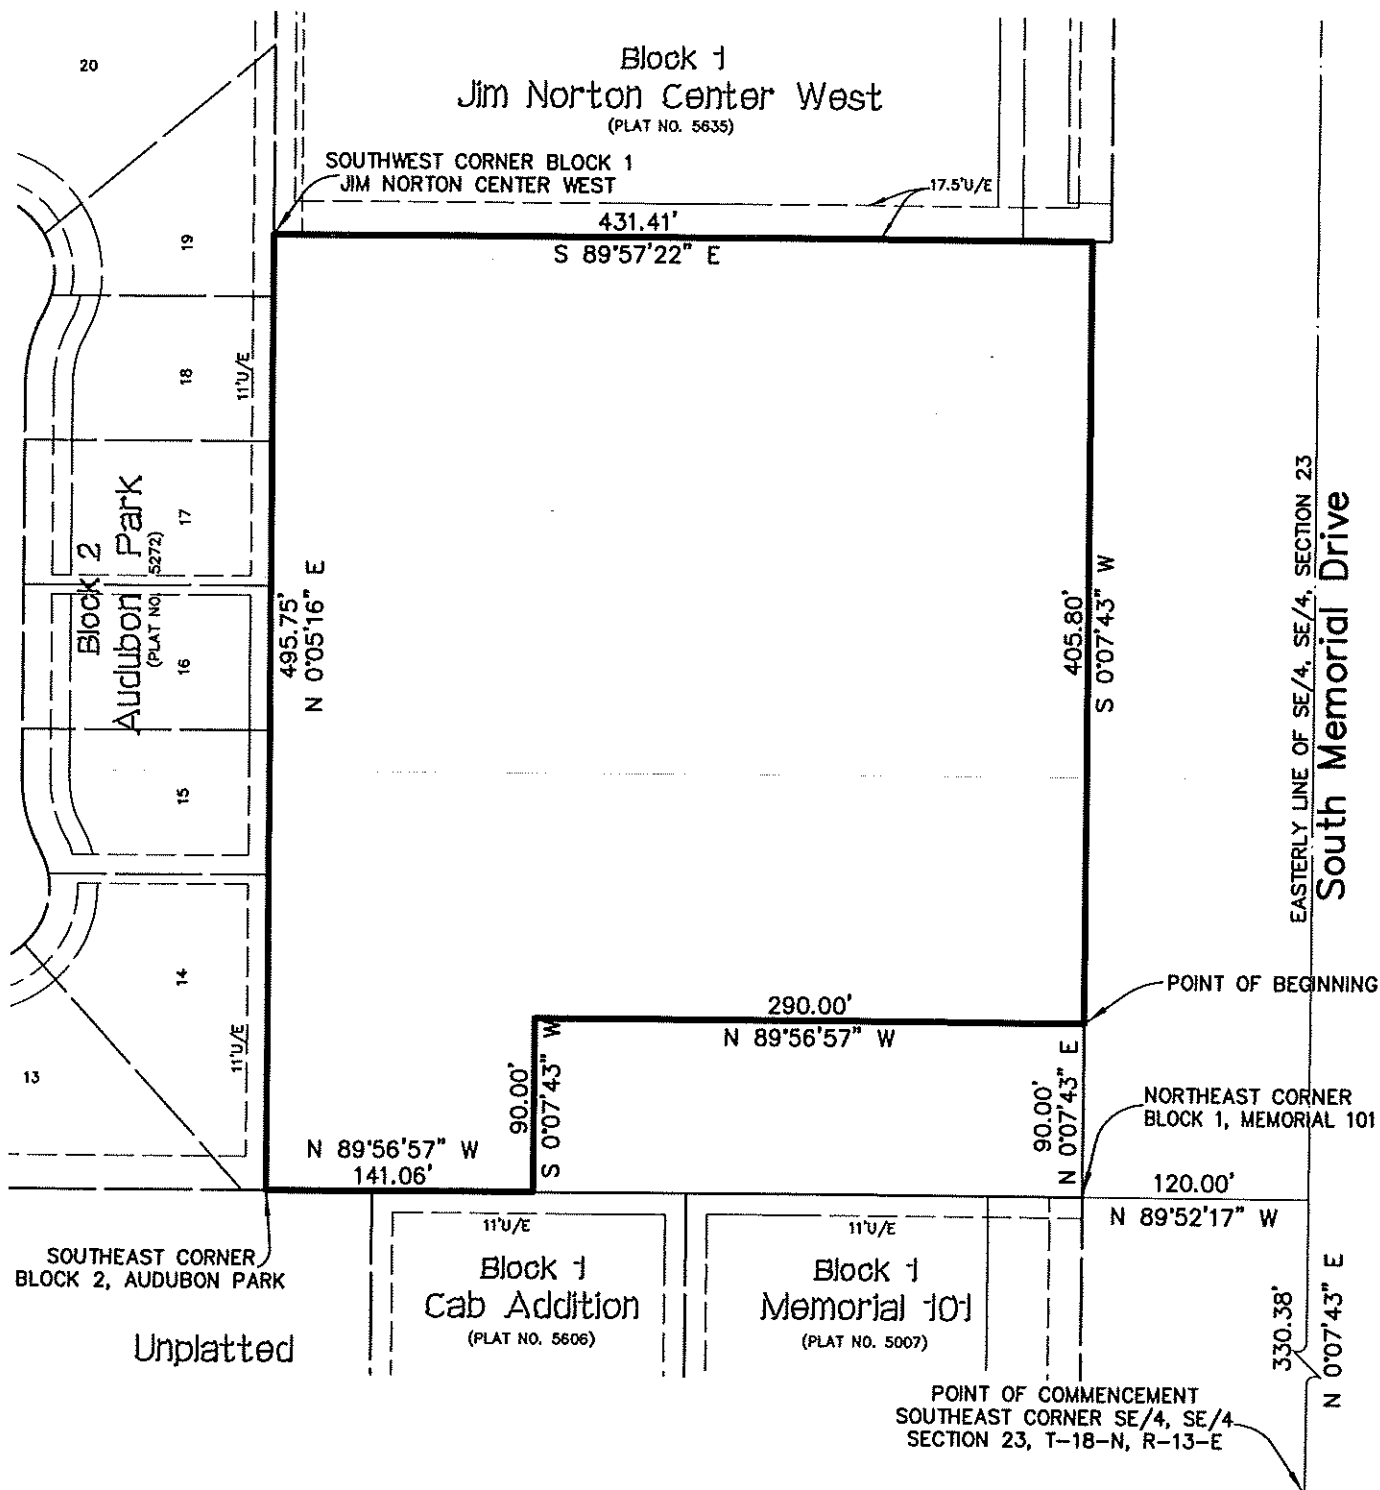 20
Block 1
Jim Norton Center West
(PLAT NO. 5635)
SOUTHWEST CORNER BLOCK 1
JIM NORTON CENTER WEST
17.5'U/E
431.41'
S 89°57'22" E
19
18
11'U/E
17
Block 2
Audubon Park
(PLAT NO. 5272)
16
15
14
11'U/E
13
495.75'
N 0°05'16" E
405.80'
S 0°07'43" W
EASTERLY LINE OF SE/4, SE/4, SECTION 23
South Memorial Drive
POINT OF BEGINNING
290.00'
N 89°56'57" W
90.00'
S 0°07'43" W
90.00'
N 0°07'43" E
NORTHEAST CORNER
BLOCK 1, MEMORIAL 101
N 89°56'57" W
141.06'
120.00'
N 89°52'17" W
SOUTHEAST CORNER
BLOCK 2, AUDUBON PARK
11'U/E
Block 1
Cab Addition
(PLAT NO. 5606)
11'U/E
Block 1
Memorial 101
(PLAT NO. 5007)
Unplatted
330.38'
N 0°07'43" E
POINT OF COMMENCEMENT
SOUTHEAST CORNER SE/4, SE/4
SECTION 23, T-18-N, R-13-E